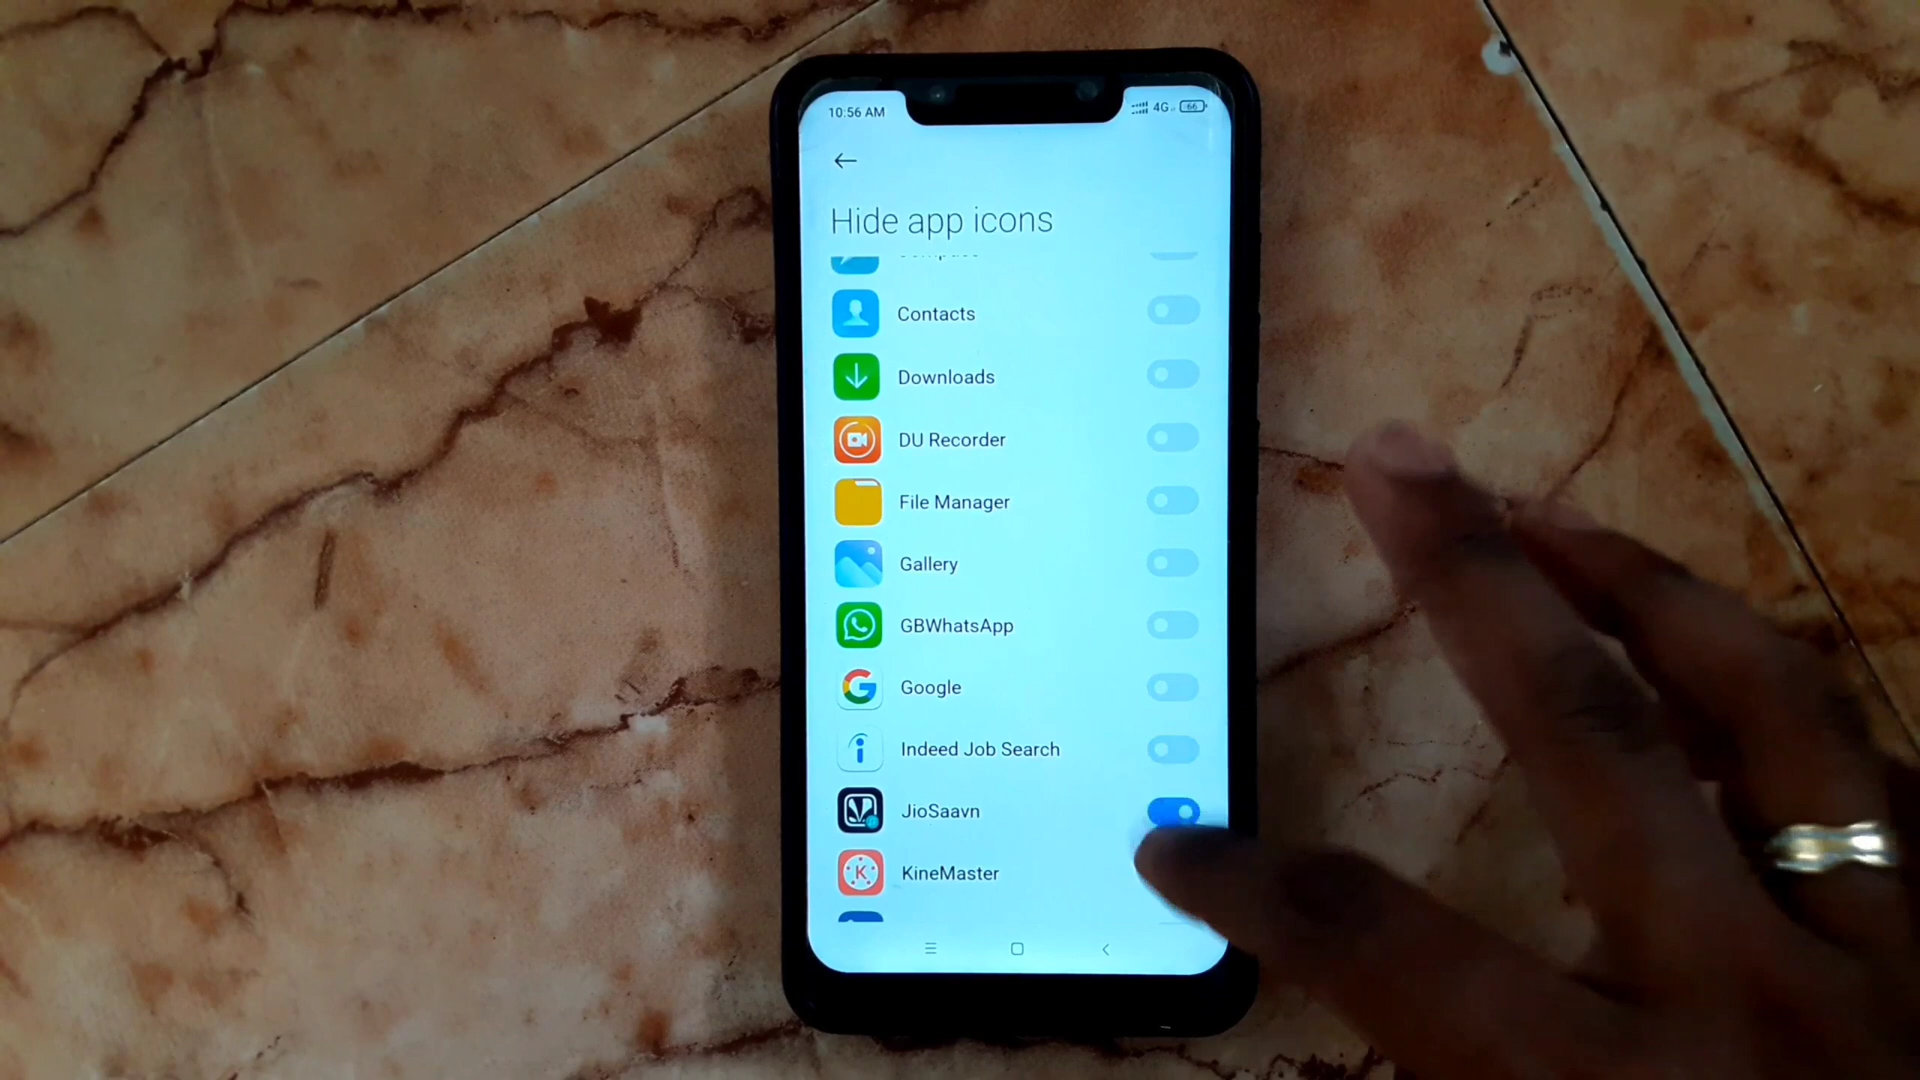 10:56 AM
4G
66
Hide app icons
Contacts
Downloads
DU Recorder
File Manager
Gallery
GBWhatsApp
Google
Indeed Job Search
JioSaavn
KineMaster